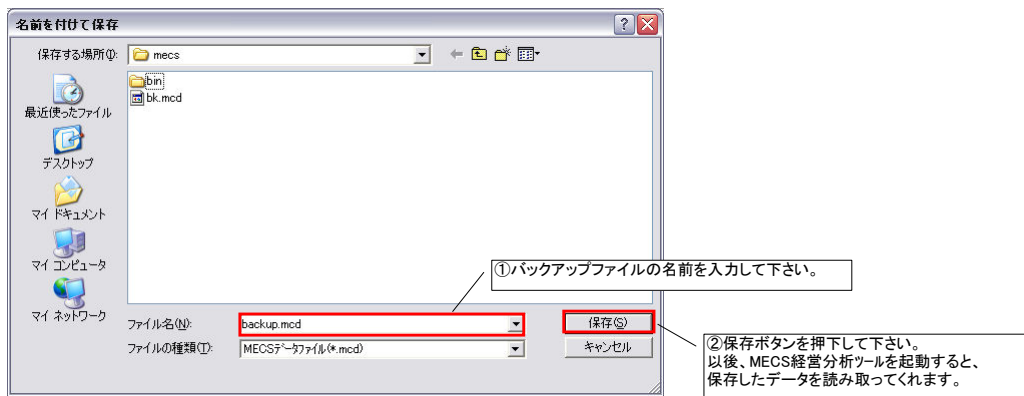 名前を付けて保存
保存する場所(I):
mecs
bin
bk.mcd
最近使ったファイル
デスクトップ
マイ ドキュメント
マイ コンピュータ
マイ ネットワーク
①バックアップファイルの名前を入力して下さい。
ファイル名(N):
backup.mcd
保存(S)
ファイルの種類(T):
MECSデータファイル(*.mcd)
キャンセル
②保存ボタンを押下して下さい。
以後、MECS経営分析ツールを起動すると、
保存したデータを読み取ってくれます。